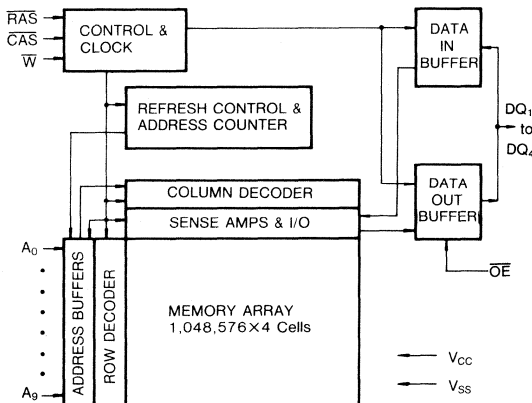 RAS
CAS
W
CONTROL &
CLOCK
DATA
IN
BUFFER
REFRESH CONTROL &
ADDRESS COUNTER
DQ1
to
DQ4
COLUMN DECODER
SENSE AMPS & I/O
DATA
OUT
BUFFER
OE
A0
A9
ADDRESS BUFFERS
ROW DECODER
MEMORY ARRAY
1,048,576×4 Cells
VCC
VSS